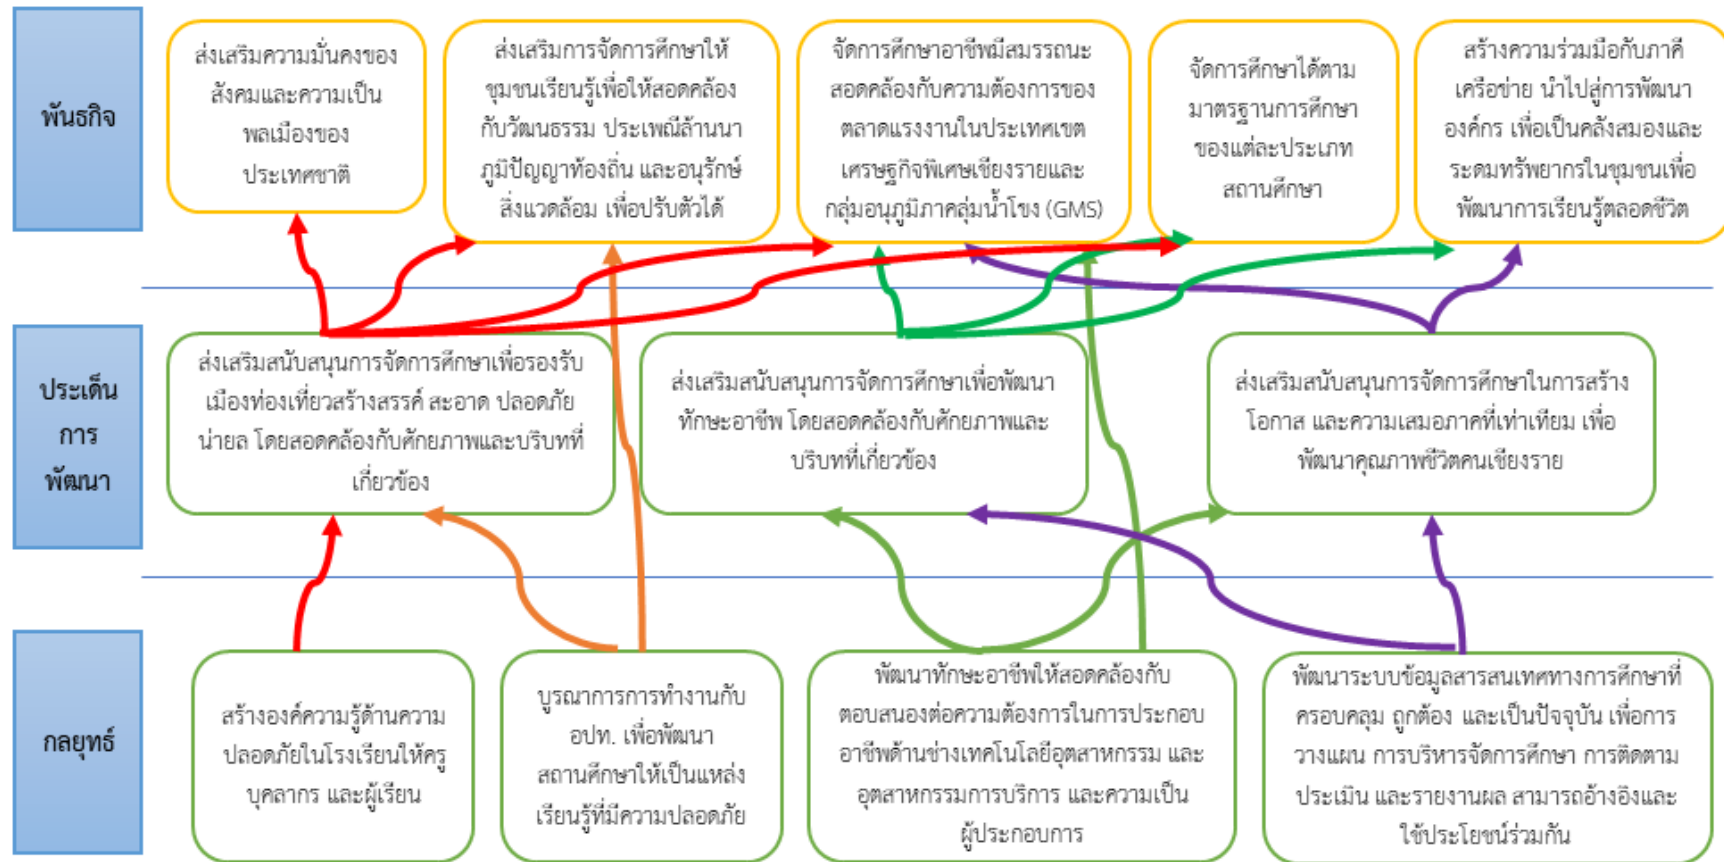 พันธกิจ
ส่งเสริมความมั่นคงของ
สังคมและความเป็น
พลเมืองของ
ประเทศชาติ
ส่งเสริมการจัดการศึกษาให้
ชุมชนเรียนรู้เพื่อให้สอดคล้อง
กับวัฒนธรรม ประเพณีล้านนา
ภูมิปัญญาท้องถิ่น และอนุรักษ์
สิ่งแวดล้อม เพื่อปรับตัวได้
จัดการศึกษาอาชีพมีสมรรถนะ
สอดคล้องกับความต้องการของ
ตลาดแรงงานในประเทศเขต
เศรษฐกิจพิเศษเชียงรายและ
กลุ่มอนุภูมิภาคลุ่มน้ำโขง (GMS)
จัดการศึกษาได้ตาม
มาตรฐานการศึกษา
ของแต่ละประเภท
สถานศึกษา
สร้างความร่วมมือกับภาคี
เครือข่าย นำไปสู่การพัฒนา
องค์กร เพื่อเป็นคลังสมองและ
ระดมทรัพยากรในชุมชนเพื่อ
พัฒนาการเรียนรู้ตลอดชีวิต
ประเด็น
การ
พัฒนา
ส่งเสริมสนับสนุนการจัดการศึกษาเพื่อรองรับ
เมืองท่องเที่ยวสร้างสรรค์ สะอาด ปลอดภัย
น่ายล โดยสอดคล้องกับศักยภาพและบริบทที่
เกี่ยวข้อง
ส่งเสริมสนับสนุนการจัดการศึกษาเพื่อพัฒนา
ทักษะอาชีพ โดยสอดคล้องกับศักยภาพและ
บริบทที่เกี่ยวข้อง
ส่งเสริมสนับสนุนการจัดการศึกษาในการสร้าง
โอกาส และความเสมอภาคที่เท่าเทียม เพื่อ
พัฒนาคุณภาพชีวิตคนเชียงราย
กลยุทธ์
สร้างองค์ความรู้ด้านความ
ปลอดภัยในโรงเรียนให้ครู
บุคลากร และผู้เรียน
บูรณาการการทำงานกับ
อปท. เพื่อพัฒนา
สถานศึกษาให้เป็นแหล่ง
เรียนรู้ที่มีความปลอดภัย
พัฒนาทักษะอาชีพให้สอดคล้องกับ
ตอบสนองต่อความต้องการในการประกอบ
อาชีพด้านช่างเทคโนโลยีอุตสาหกรรม และ
อุตสาหกรรมการบริการ และความเป็น
ผู้ประกอบการ
พัฒนาระบบข้อมูลสารสนเทศทางการศึกษาที่
ครอบคลุม ถูกต้อง และเป็นปัจจุบัน เพื่อการ
วางแผน การบริหารจัดการศึกษา การติดตาม
ประเมิน และรายงานผล สามารถอ้างอิงและ
ใช้ประโยชน์ร่วมกัน